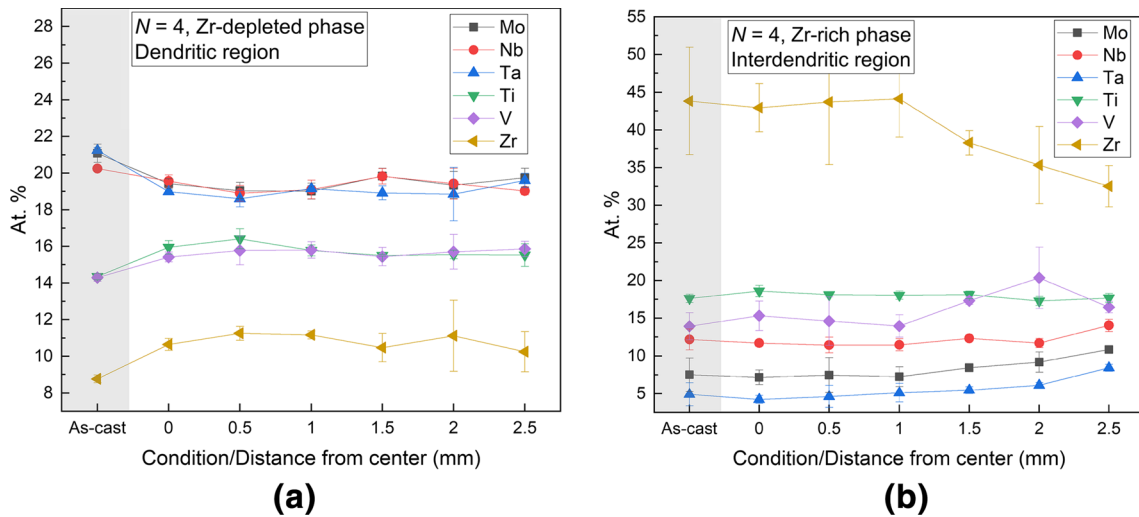 28
26
24
22
20
18
16
14
12
10
8
At. %
N = 4, Zr-depleted phase
Dendritic region
Mo
Nb
Ta
Ti
V
Zr
As-cast 0 0.5 1 1.5 2 2.5
Condition/Distance from center (mm)
(a)
55
50
45
40
35
30
25
20
15
10
5
At. %
N = 4, Zr-rich phase
Interdendritic region
Mo
Nb
Ta
Ti
V
Zr
As-cast 0 0.5 1 1.5 2 2.5
Condition/Distance from center (mm)
(b)